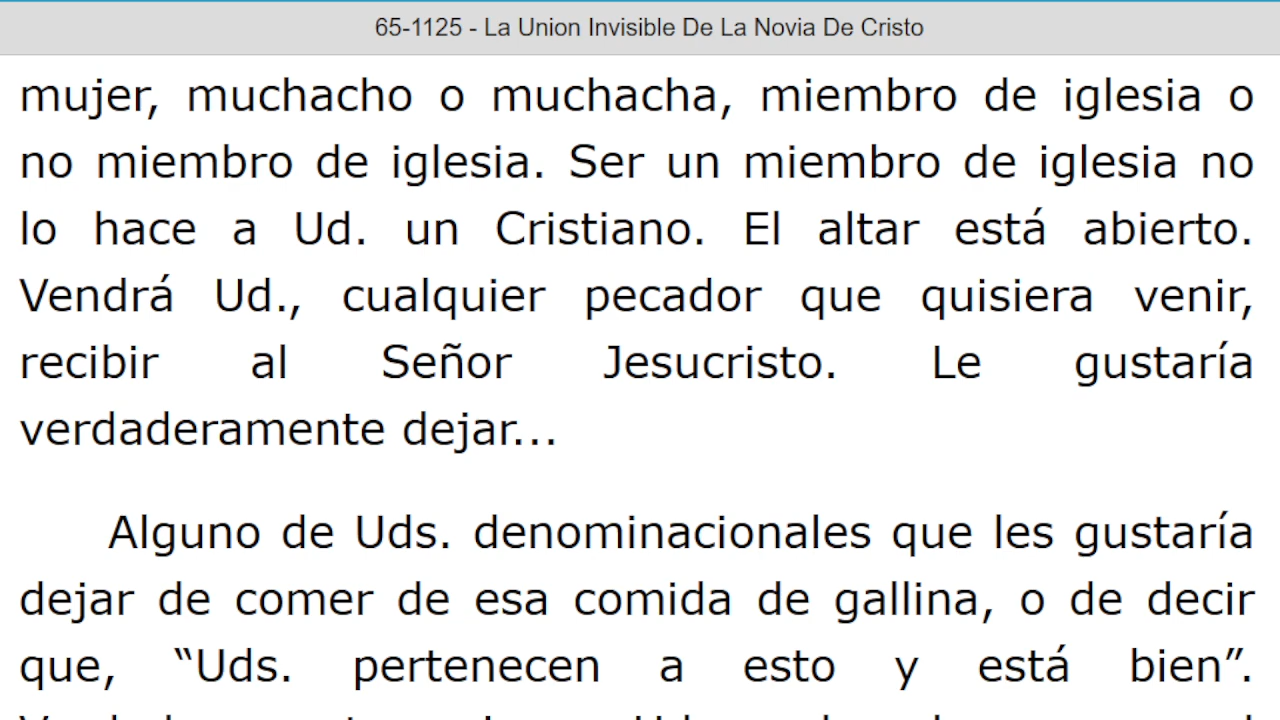 65-1125 - La Union Invisible De La Novia De Cristo
mujer, muchacho o muchacha, miembro de iglesia o
no miembro de iglesia. Ser un miembro de iglesia no
lo hace a Ud. un Cristiano. El altar está abierto.
Vendrá Ud., cualquier pecador que quisiera venir,
recibir al Señor Jesucristo. Le gustaría
verdaderamente dejar...
Alguno de Uds. denominacionales que les gustaría
dejar de comer de esa comida de gallina, o de decir
que, “Uds. pertenecen a esto y está bien”.